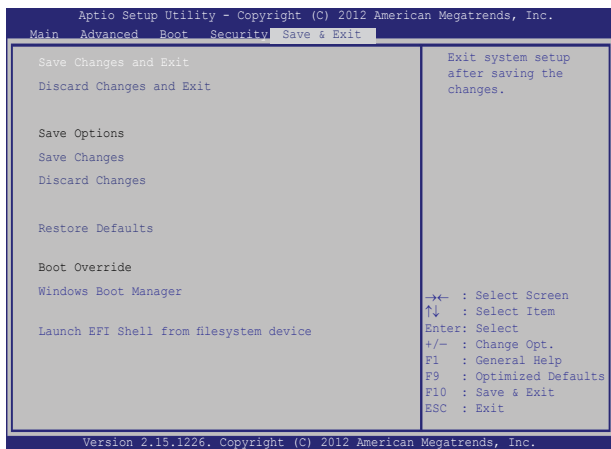 Aptio Setup Utility - Copyright (C) 2012 American Megatrends, Inc.
Main Advanced Boot Security Save & Exit
Save Changes and Exit
Discard Changes and Exit
Save Options
Save Changes
Discard Changes
Restore Defaults
Boot Override
Windows Boot Manager
Launch EFI Shell from filesystem device
Exit system setup
after saving the
changes.
→← : Select Screen
↑↓ : Select Item
Enter: Select
+/— : Change Opt.
F1 : General Help
F9 : Optimized Defaults
F10 : Save & Exit
ESC : Exit
Version 2.15.1226. Copyright (C) 2012 American Megatrends, Inc.